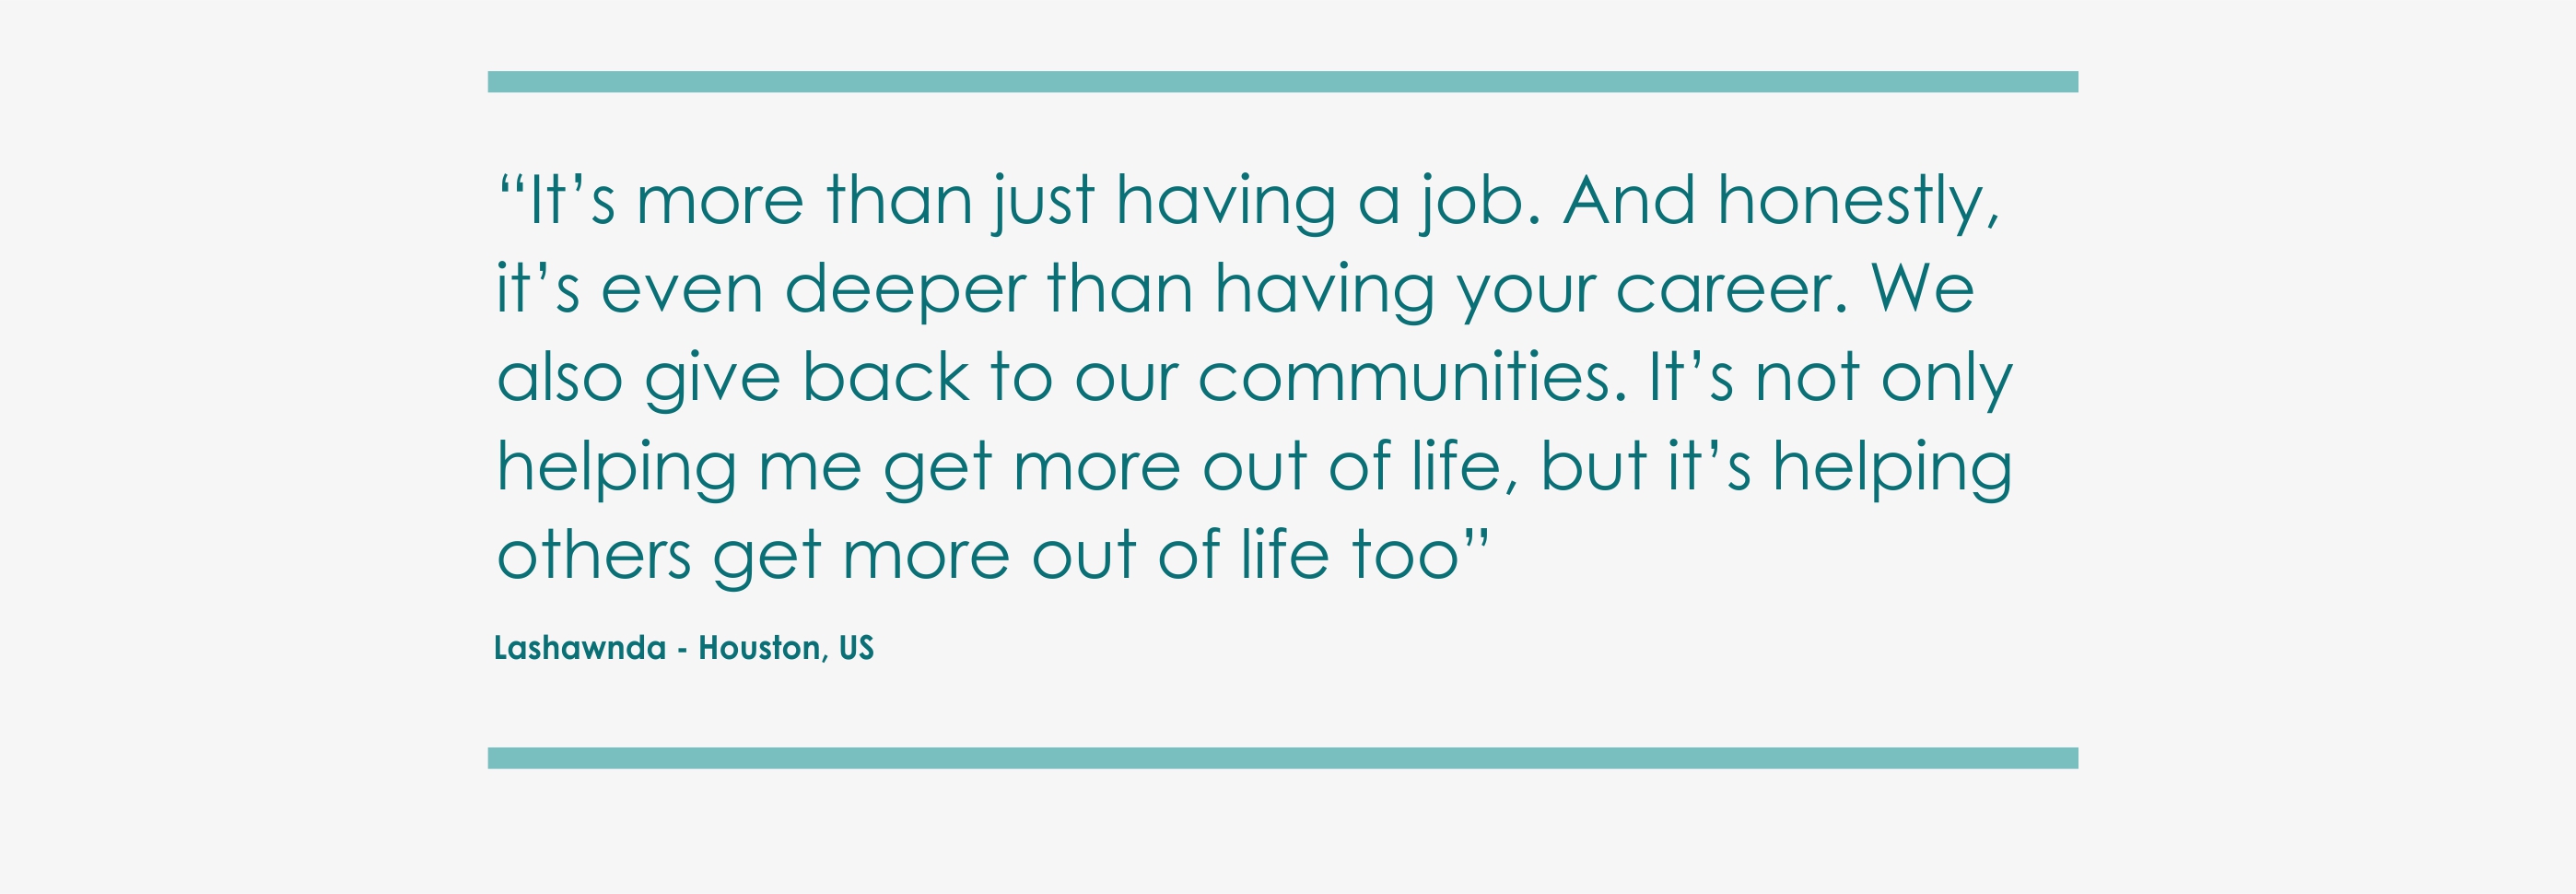 “It’s more than just having a job. And honestly,
it’s even deeper than having your career. We
also give back to our communities. It’s not only
helping me get more out of life, but it’s helping
others get more out of life too”
Lashawnda - Houston, US